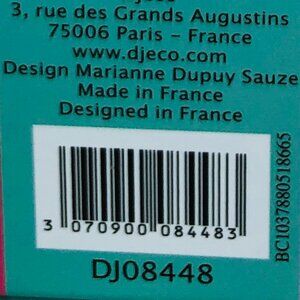 3, rue des Grands Augustins
75006 Paris – France
www.djeco.com
Design Marianne Dupuy Sauze
Made in France
Designed in France
3 070900 084483
DJ08448
BC1037880518665